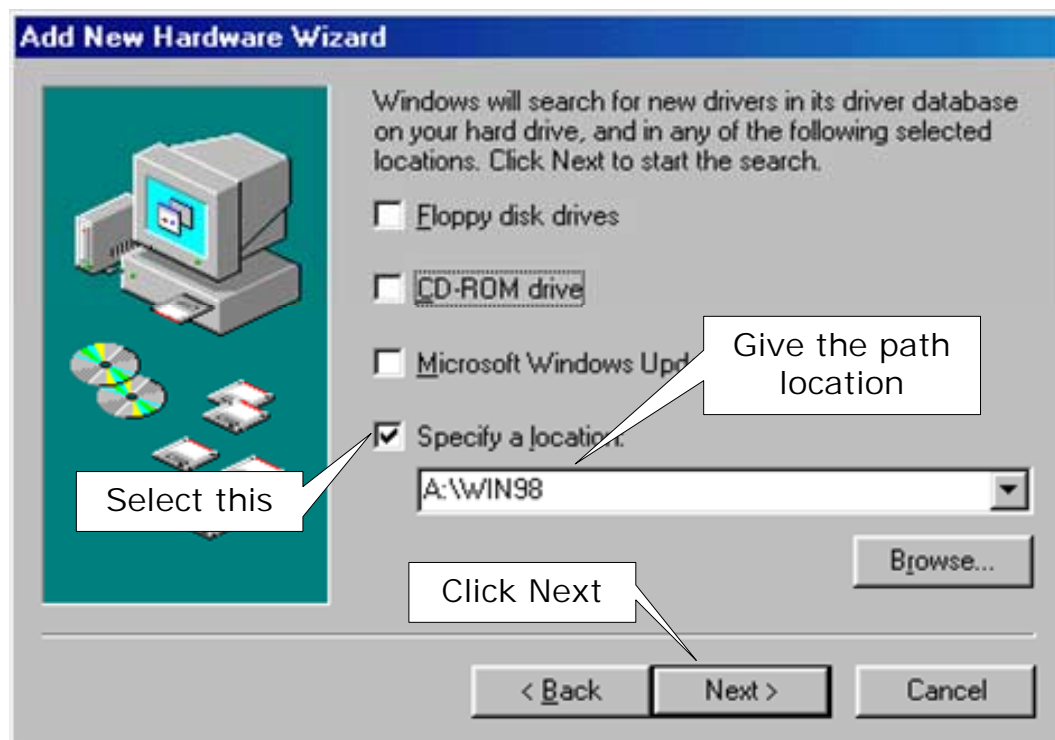 Add New Hardware Wizard
Windows will search for new drivers in its driver database
on your hard drive, and in any of the following selected
locations. Click Next to start the search.
Floppy disk drives
CD-ROM drive
Microsoft Windows
Give the path
location
Specify a location:
Select this
A:\WIN98
Browse...
Click Next
< Back
Next >
Cancel